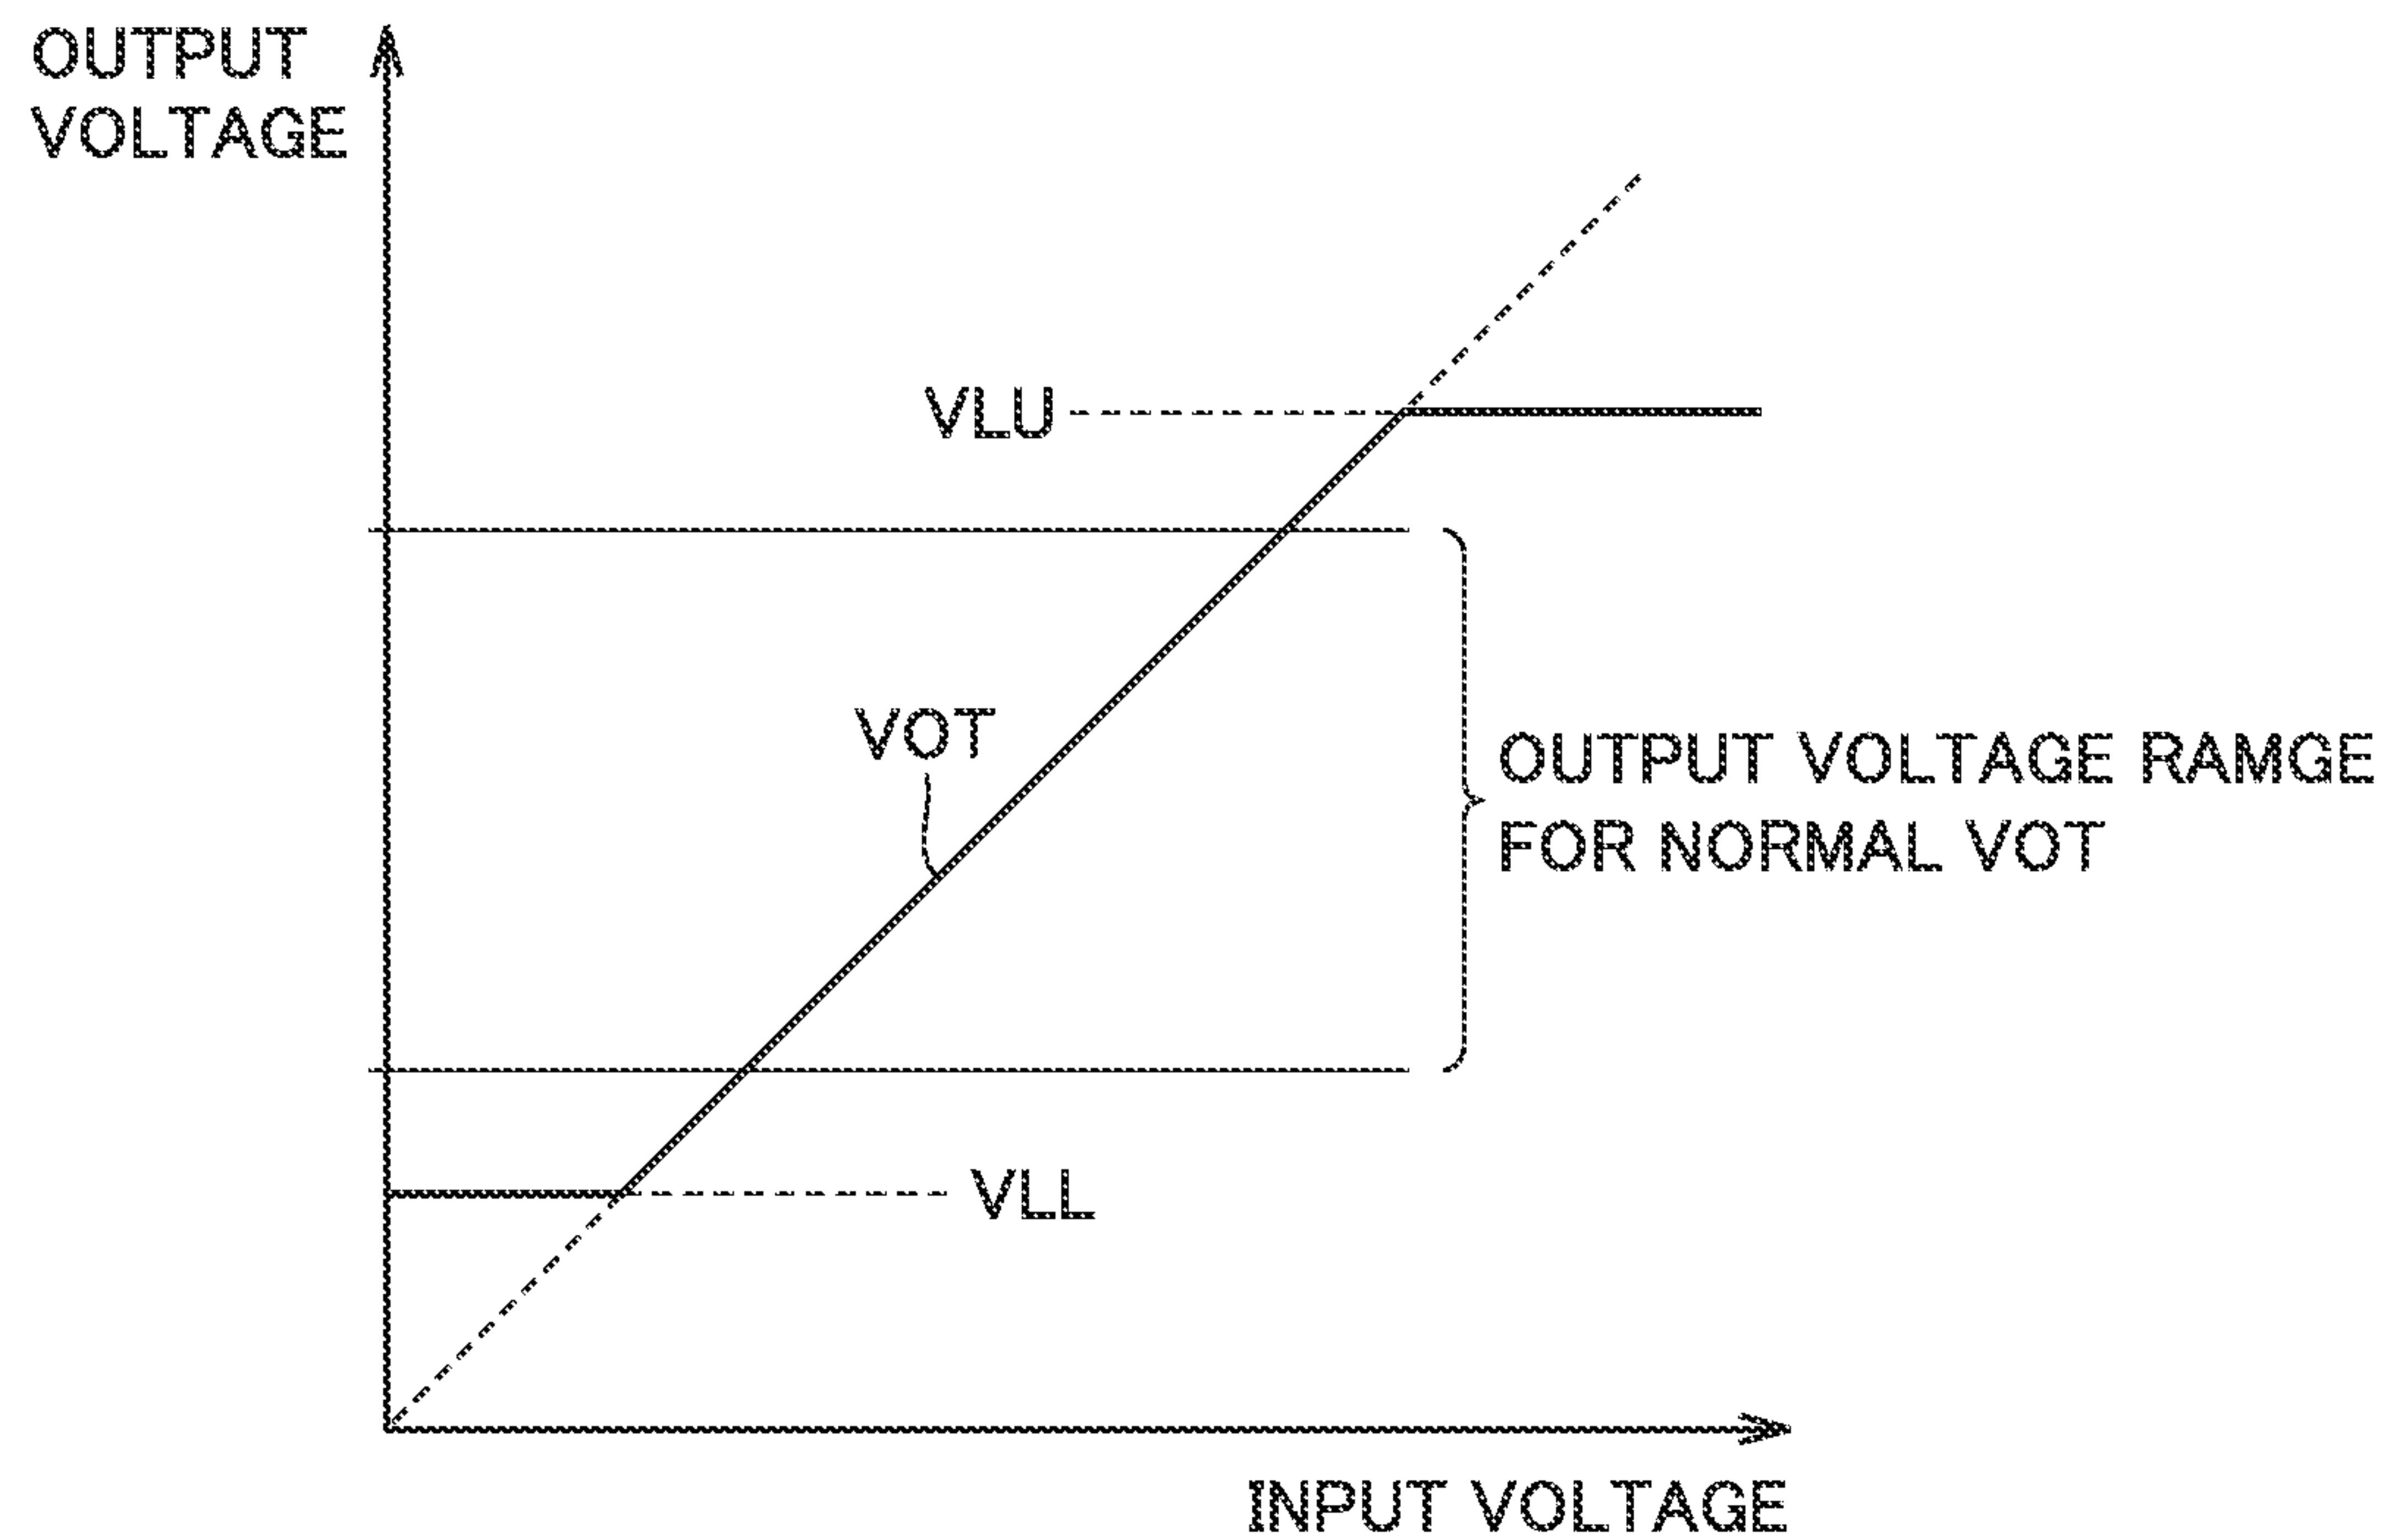 OUTPUT
VOLTAGE
VLU
VOT
OUTPUT VOLTAGE RAMGE
FOR NORMAL VOT
VLL
INPUT VOLTAGE